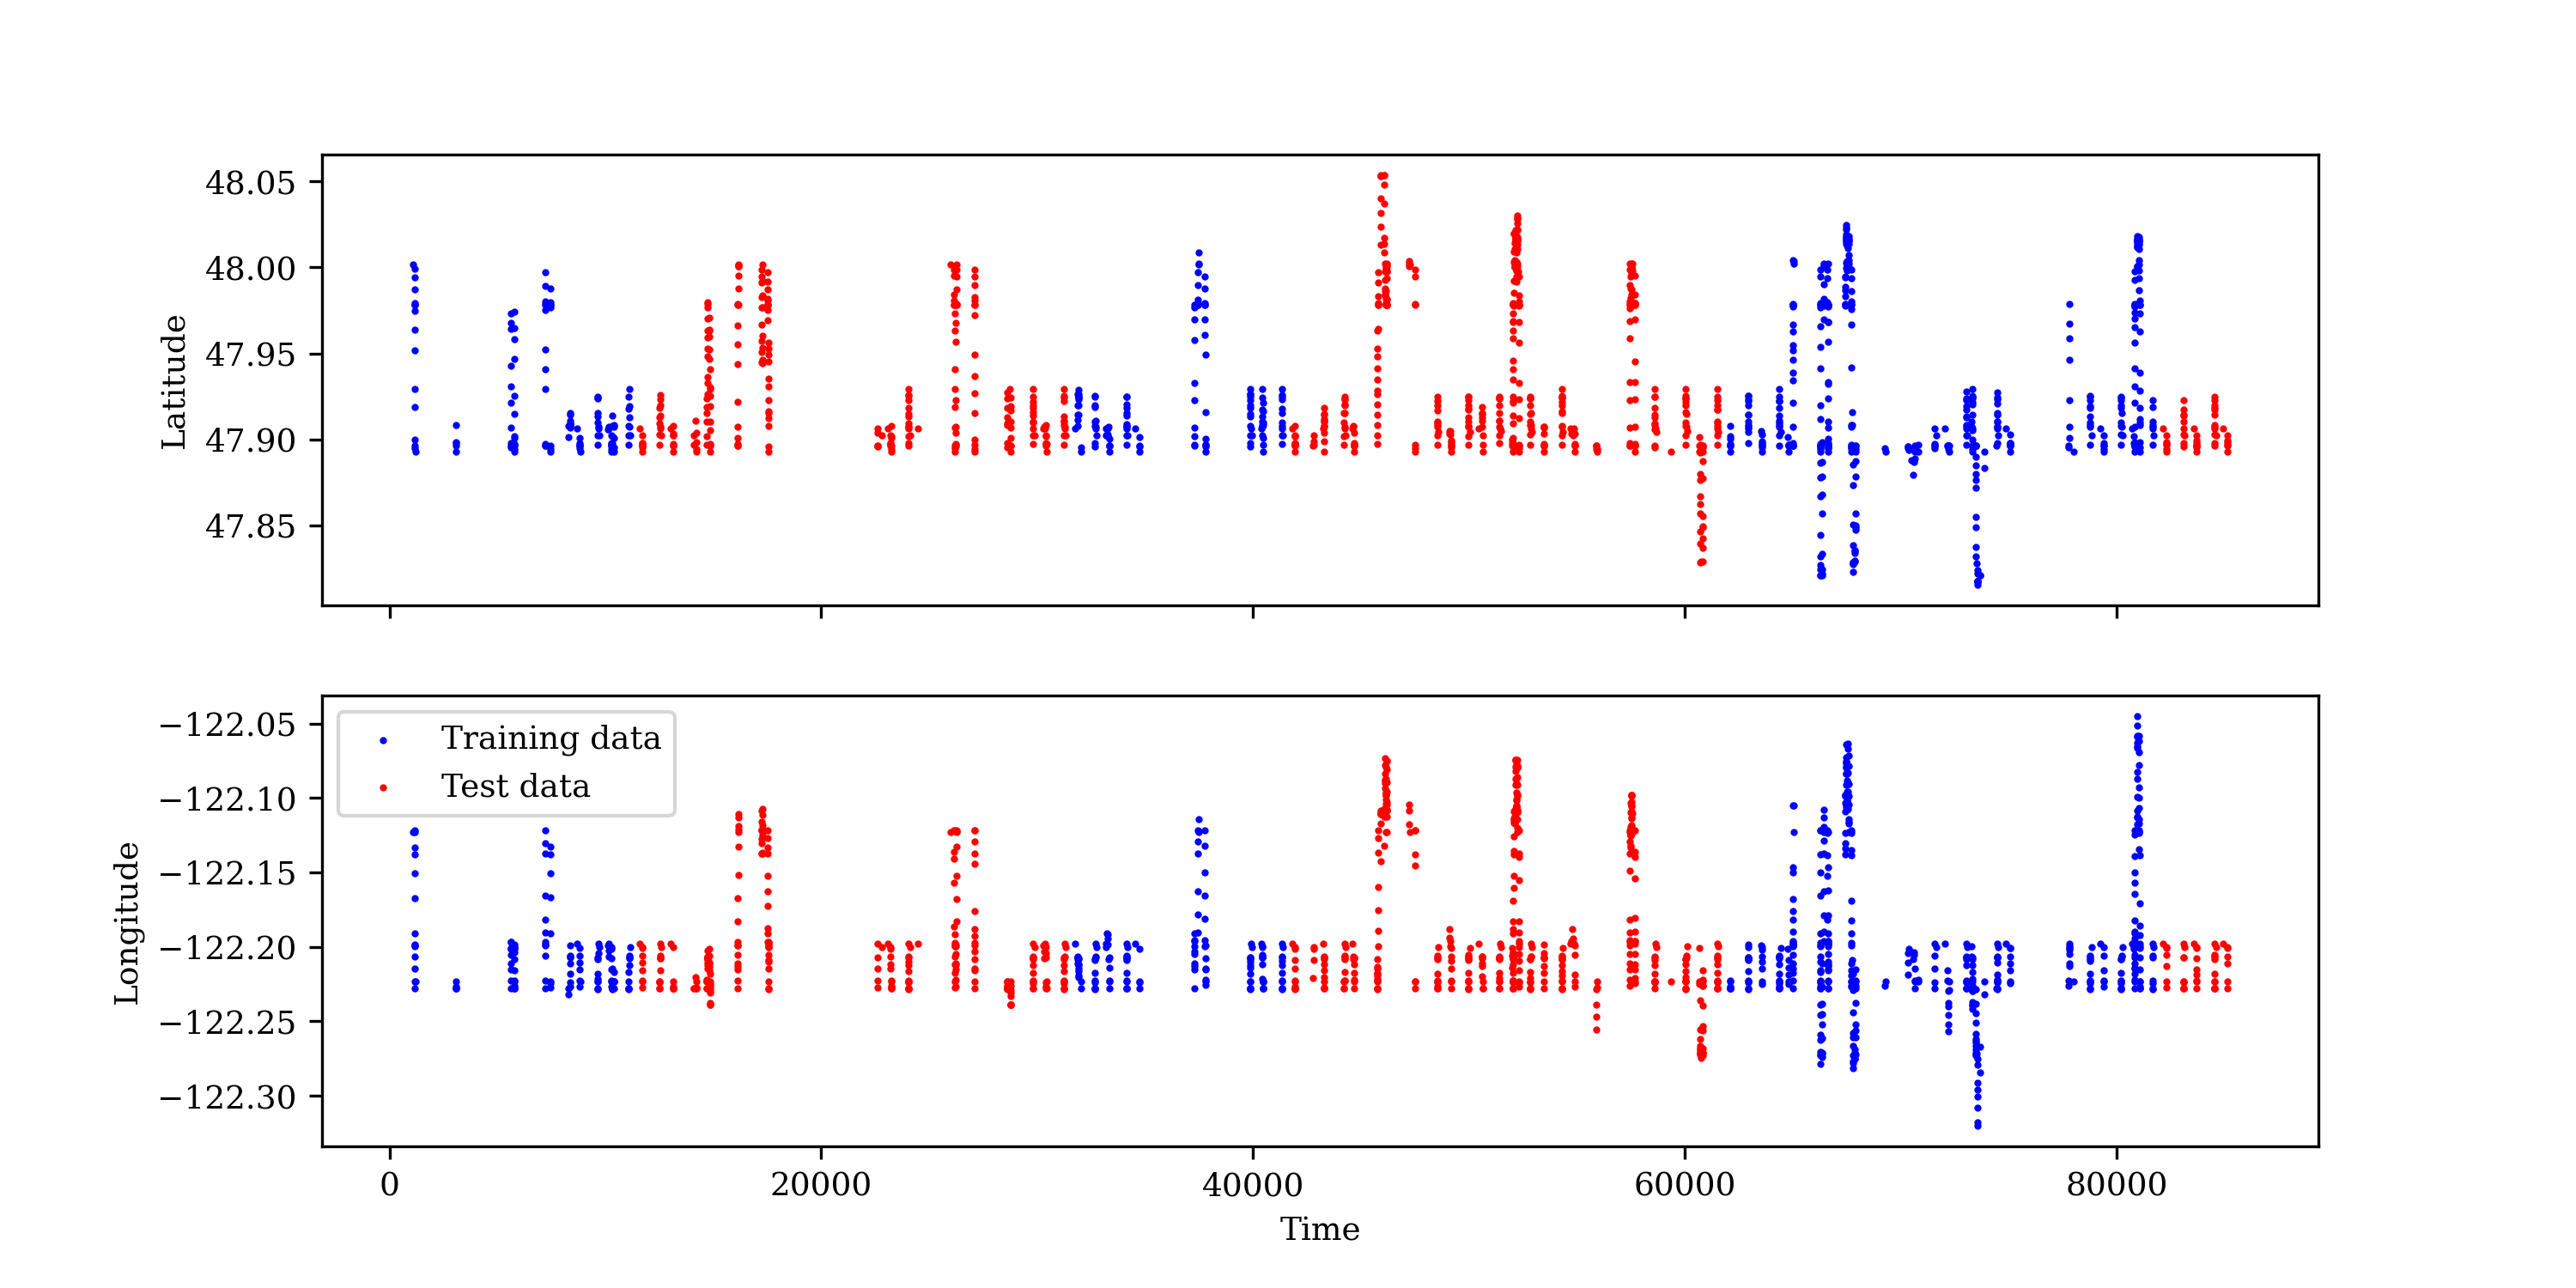 48.05
48.00
47.95
47.90
47.85
Latitude
−122.05
−122.10
−122.15
−122.20
−122.25
−122.30
Longitude
Training data
Test data
0 20000 40000 60000 80000
Time